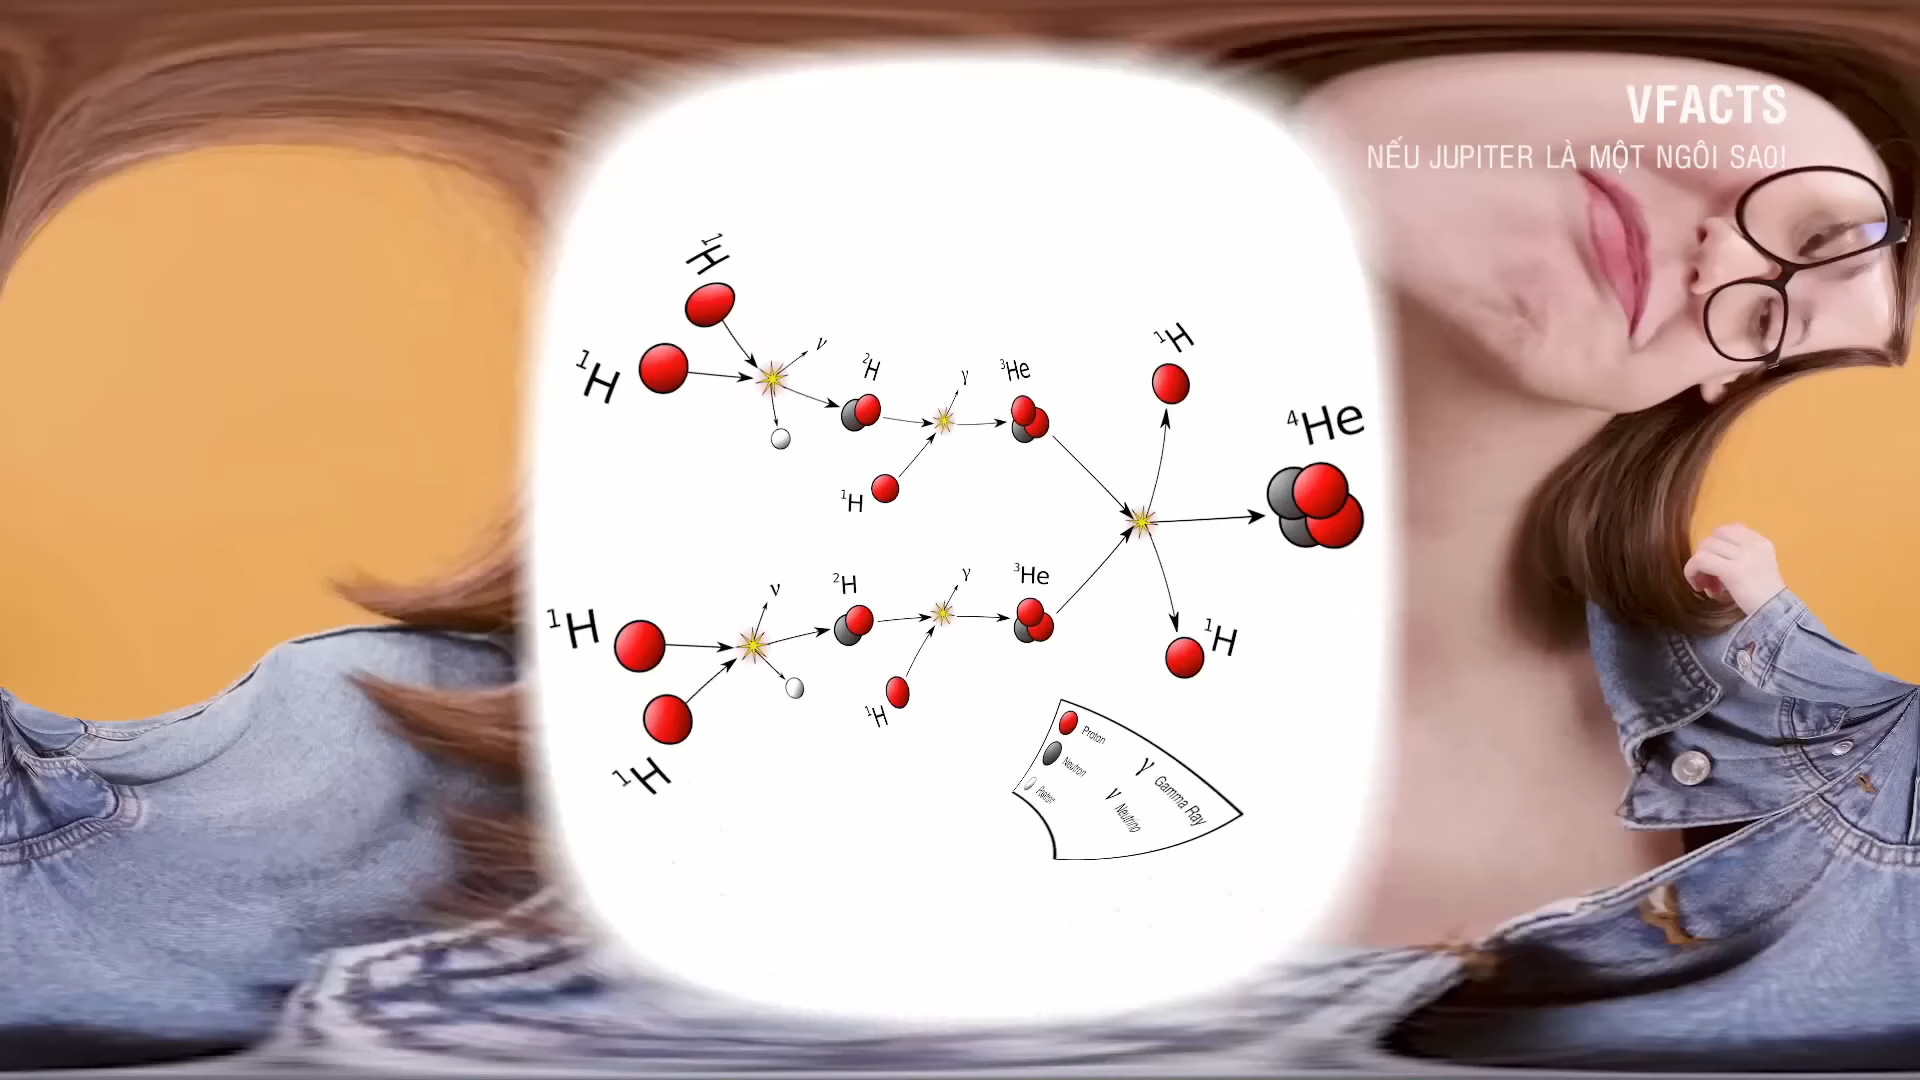 VFACTS
NẾU JUPITER LÀ MỘT NGÔI SAO!
¹H
¹H
ν
²H
γ
³He
¹H
¹H
⁴He
¹H
ν
²H
γ
³He
¹H
¹H
¹H
Proton
Neutron
Positron
γ Gamma Ray
ν Neutrino